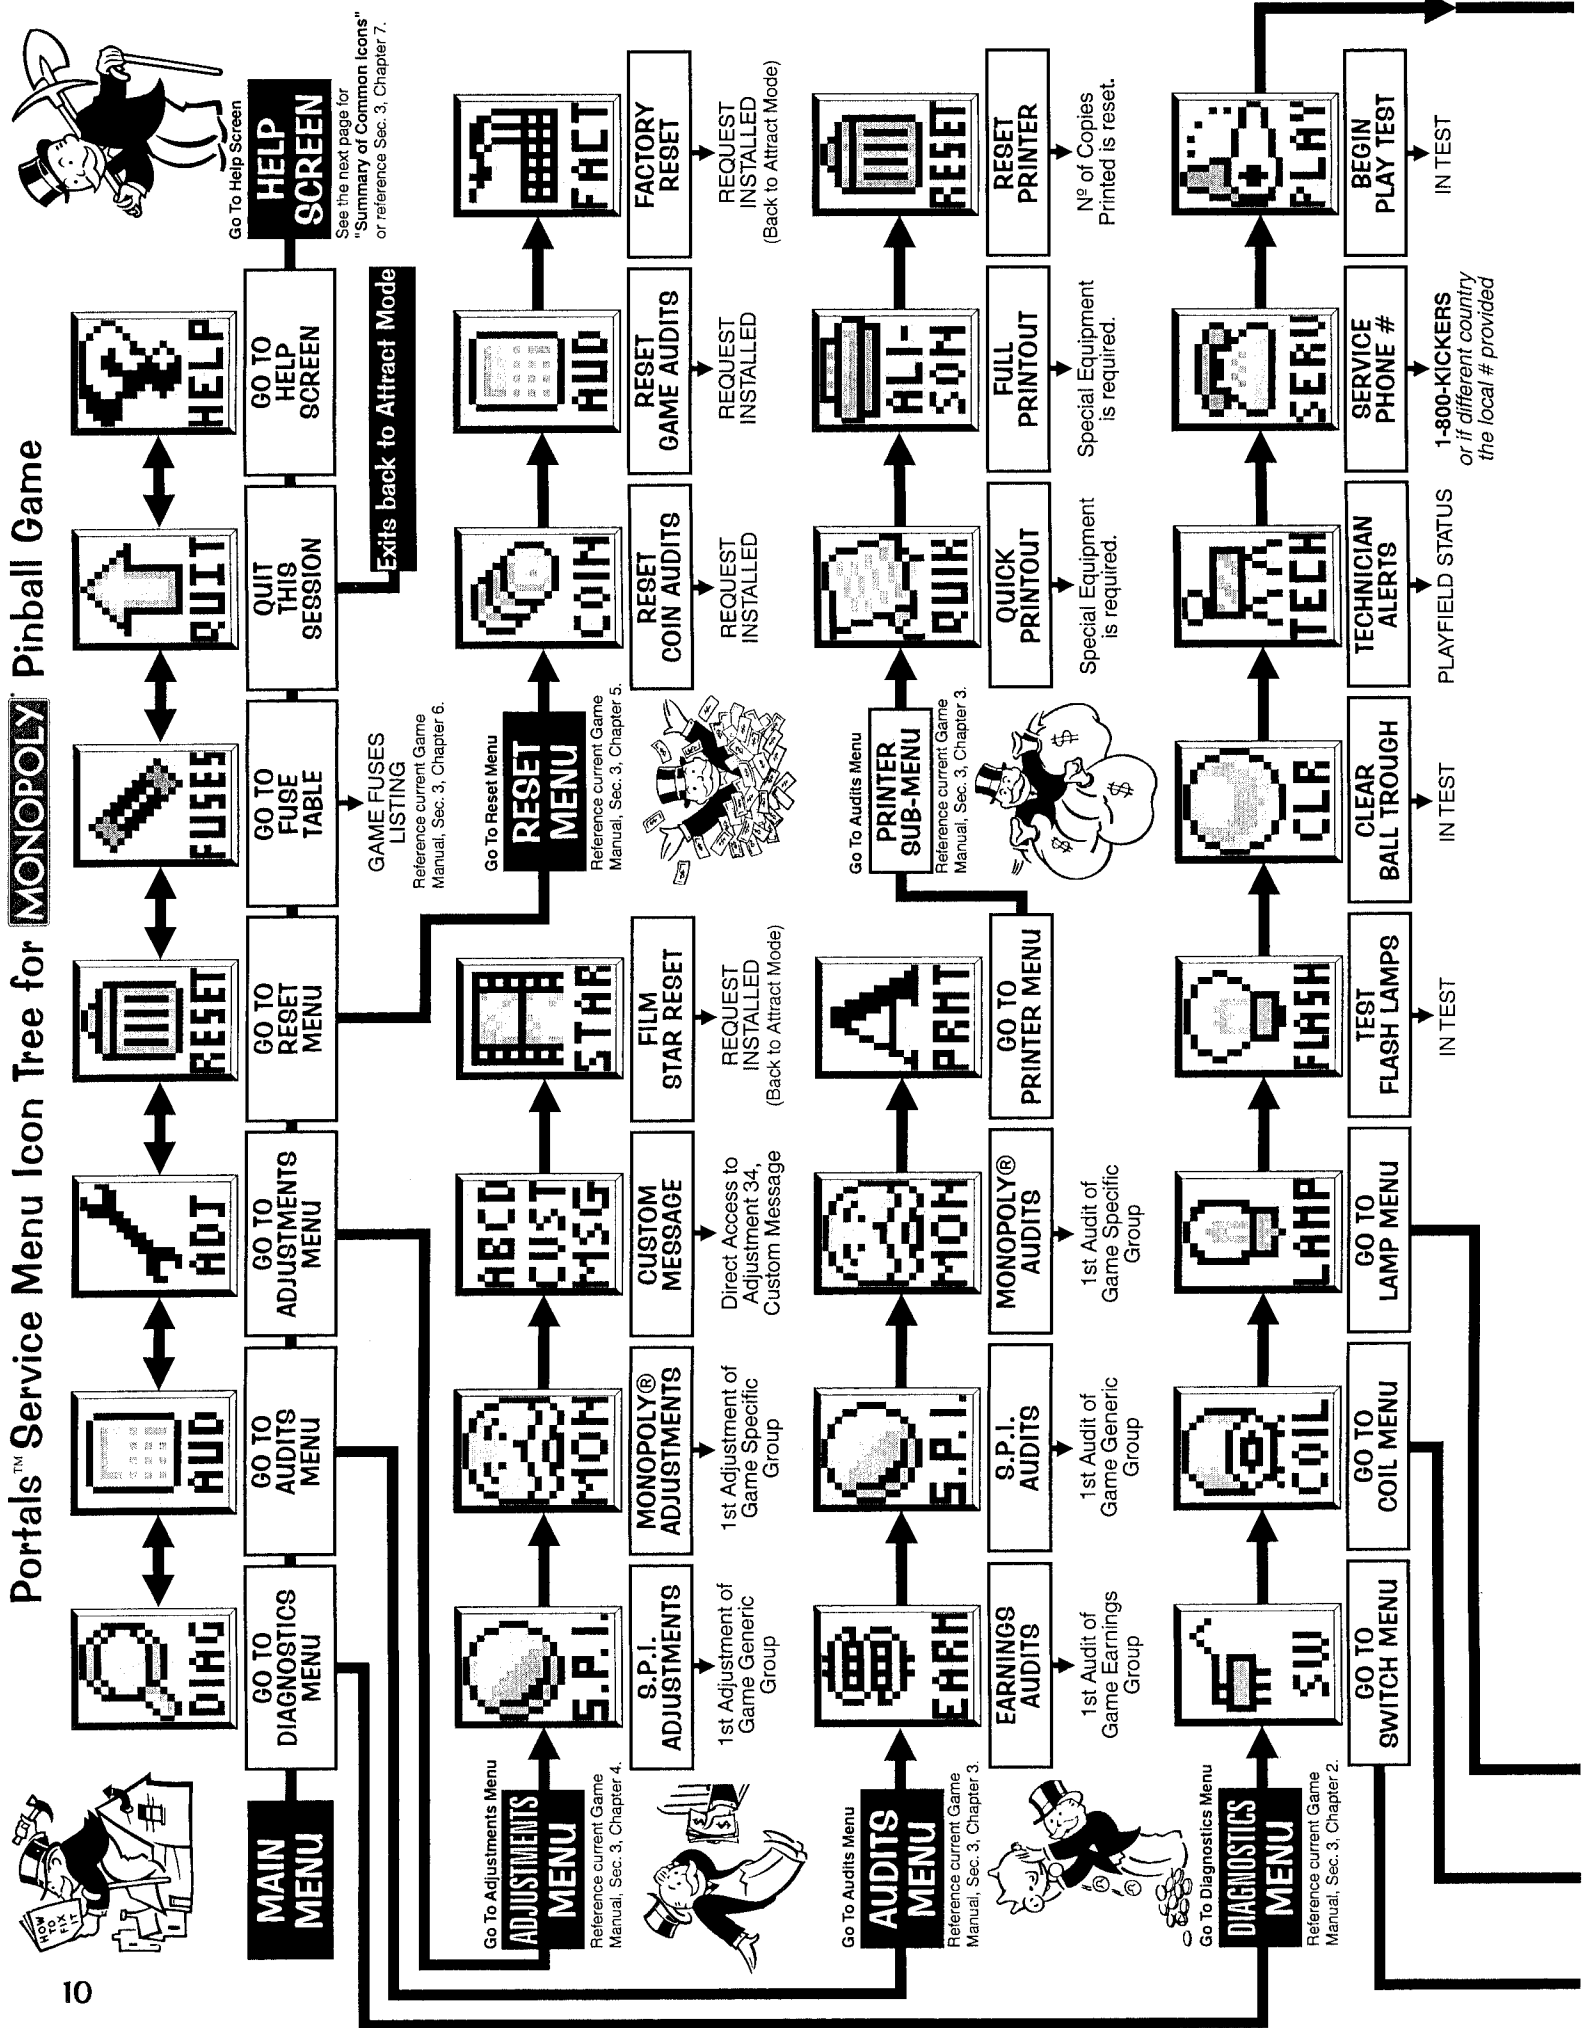 Portals™ Service Menu Icon Tree for MONOPOLY® Pinball Game
HOW
TO
FIX
IT
DIAG
AUD
ADJ
RESET
FUSES
QUIT
HELP
MAIN
MENU
GO TO
DIAGNOSTICS
MENU
GO TO
AUDITS
MENU
GO TO
ADJUSTMENTS
MENU
GO TO
RESET
MENU
GO TO
FUSE
TABLE
QUIT
THIS
SESSION
GO TO
HELP
SCREEN
Go To Help Screen
HELP
SCREEN
See the next page for
"Summary of Common Icons"
or reference Sec. 3, Chapter 7.
GAME FUSES
LISTING
Reference current Game
Manual, Sec. 3, Chapter 6.
Exits back to Attract Mode
Go To Adjustments Menu
ADJUSTMENTS
MENU
Reference current Game
Manual, Sec. 3, Chapter 4.
S.P.I.
MON
ABCD
CUST
MSG
STAR
S.P.I.
ADJUSTMENTS
MONOPOLY®
ADJUSTMENTS
CUSTOM
MESSAGE
FILM
STAR RESET
1st Adjustment of
Game Generic
Group
1st Adjustment of
Game Specific
Group
Direct Access to
Adjustment 34,
Custom Message
REQUEST
INSTALLED
(Back to Attract Mode)
Go To Reset Menu
RESET
MENU
Reference current Game
Manual, Sec. 3, Chapter 5.
COIN
AUD
FACT
RESET
COIN AUDITS
RESET
GAME AUDITS
FACTORY
RESET
REQUEST
INSTALLED
REQUEST
INSTALLED
REQUEST
INSTALLED
(Back to Attract Mode)
Go To Audits Menu
AUDITS
MENU
Reference current Game
Manual, Sec. 3, Chapter 3.
EARN
S.P.I.
MON
PRNT
EARNINGS
AUDITS
S.P.I.
AUDITS
MONOPOLY®
AUDITS
GO TO
PRINTER MENU
1st Audit of
Game Earnings
Group
1st Audit of
Game Generic
Group
1st Audit of
Game Specific
Group
Go To Audits Menu
PRINTER
SUB-MENU
Reference current Game
Manual, Sec. 3, Chapter 3.
$
$
$
QUIK
ALI-
SON
RESET
QUICK
PRINTOUT
FULL
PRINTOUT
RESET
PRINTER
Special Equipment
is required.
Special Equipment
is required.
Nº of Copies
Printed is reset.
Go To Diagnostics Menu
DIAGNOSTICS
MENU
Reference current Game
Manual, Sec. 3, Chapter 2.
SW
COIL
LAMP
FLASH
CLR
TECH
SERV
PLAY
GO TO
SWITCH MENU
GO TO
COIL MENU
GO TO
LAMP MENU
TEST
FLASH LAMPS
CLEAR
BALL TROUGH
TECHNICIAN
ALERTS
SERVICE
PHONE #
BEGIN
PLAY TEST
IN TEST
IN TEST
PLAYFIELD STATUS
1-800-KICKERS
or if different country
the local # provided
IN TEST
10